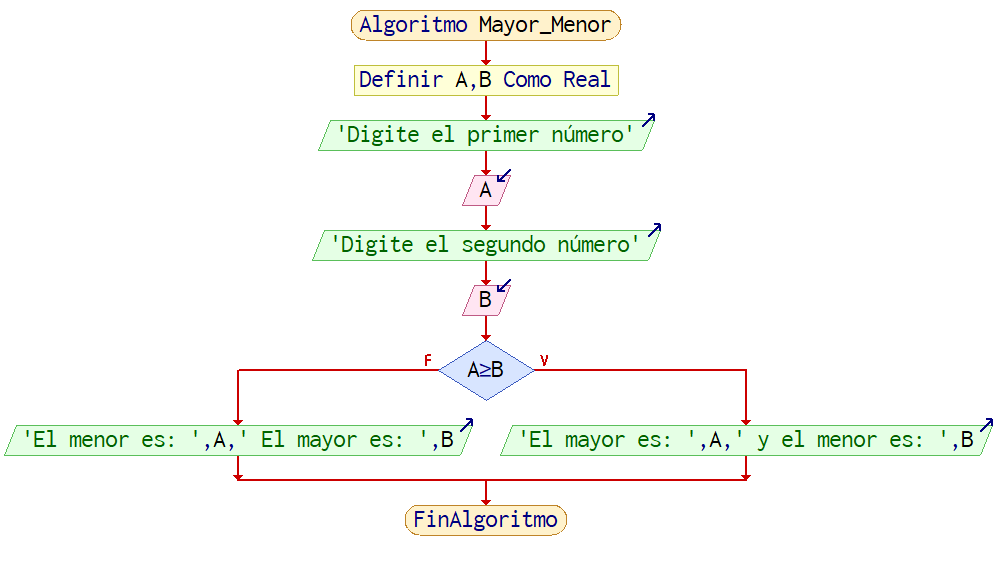 Algoritmo Mayor_Menor
Definir A,B Como Real
'Digite el primer número'
A
'Digite el segundo número'
B
F
A≥B
V
'El menor es: ',A,' El mayor es: ',B
'El mayor es: ',A,' y el menor es: ',B
FinAlgoritmo